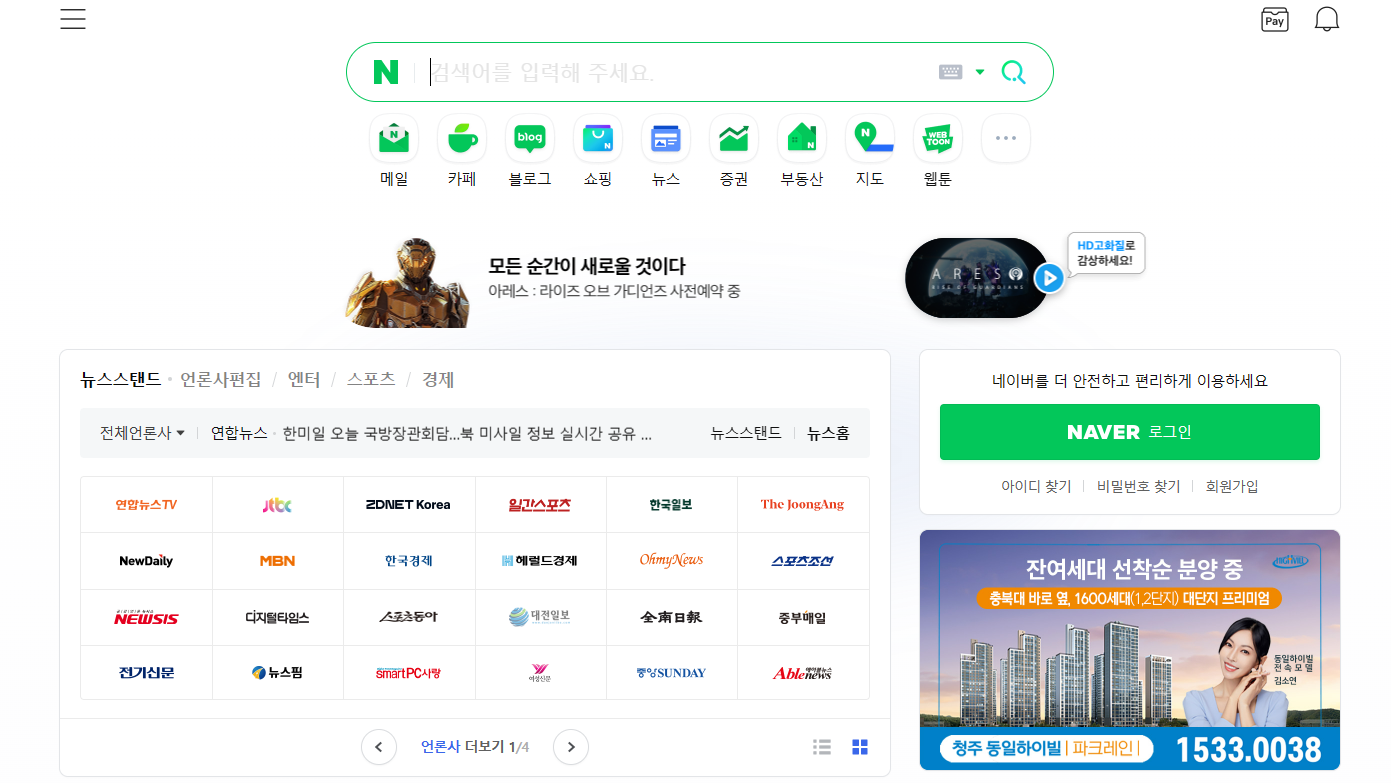 Pay
N
검색어를 입력해 주세요.
메일
카페
blog
블로그
쇼핑
뉴스
증권
부동산
지도
WEB TOON
웹툰
모든 순간이 새로울 것이다
아레스 : 라이즈 오브 가디언즈 사전예약 중
ARES
RISE OF GUARDIANS
HD고화질로
감상하세요!
뉴스스탠드 · 언론사편집 / 엔터 / 스포츠 / 경제
전체언론사 연합뉴스 · 한미일 오늘 국방장관회담...북 미사일 정보 실시간 공유 ... 뉴스스탠드 뉴스홈
연합뉴스TV jtbc ZDNET Korea 일간스포츠 한국일보 The JoongAng
NewDaily MBN 한국경제 헤럴드경제 OhmyNews 스포츠조선
NEWSIS 디지털타임스 스포츠동아 대전일보 全南日報 중부매일
전기신문 뉴스핌 smartPC사랑 여성신문 중앙SUNDAY Ablenews 에이블뉴스
언론사 더보기 1/4
네이버를 더 안전하고 편리하게 이용하세요
NAVER 로그인
아이디 찾기 비밀번호 찾기 회원가입
잔여세대 선착순 분양 중
충북대 바로 옆, 1600세대(1,2단지) 대단지 프리미엄
동일하이빌
전속모델
김소연
청주 동일하이빌 | 파크레인 |
1533.0038